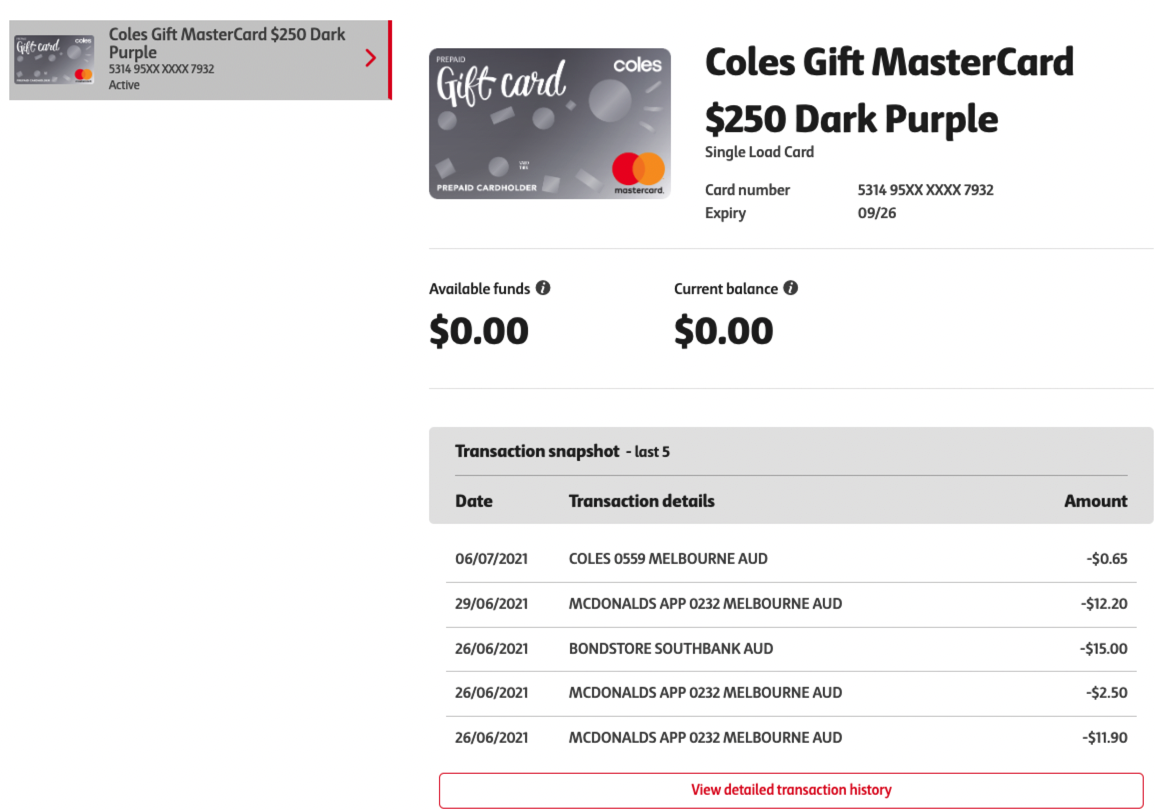 Coles Gift MasterCard $250 Dark
Purple
5314 95XX XXXX 7932
Active
Gift card
coles
PREPAID
Gift card
coles
PREPAID CARDHOLDER
mastercard.
Coles Gift MasterCard
$250 Dark Purple
Single Load Card
Card number 5314 95XX XXXX 7932
Expiry 09/26
Available funds Current balance
$0.00 $0.00
Transaction snapshot - last 5
Date Transaction details Amount
06/07/2021 COLES 0559 MELBOURNE AUD -$0.65
29/06/2021 MCDONALDS APP 0232 MELBOURNE AUD -$12.20
26/06/2021 BONDSTORE SOUTHBANK AUD -$15.00
26/06/2021 MCDONALDS APP 0232 MELBOURNE AUD -$2.50
26/06/2021 MCDONALDS APP 0232 MELBOURNE AUD -$11.90
View detailed transaction history